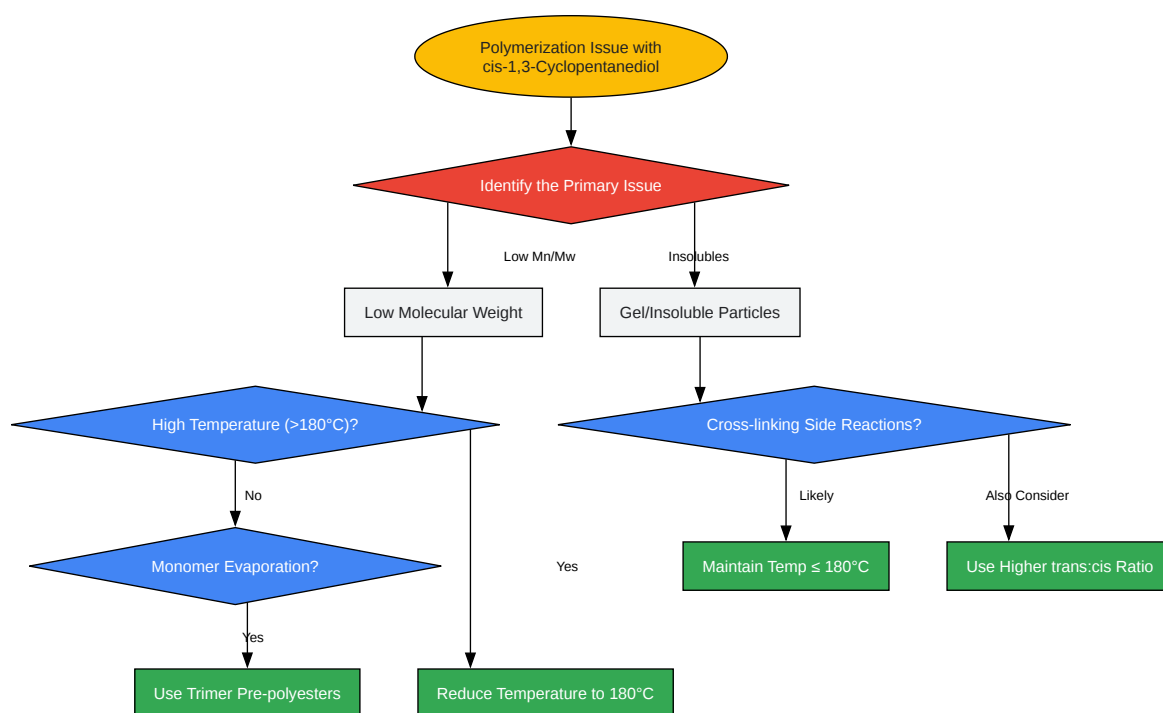 Polymerization Issue with
cis-1,3-Cyclopentanediol
Identify the Primary Issue
Low Mn/Mw
Insolubles
Low Molecular Weight
Gel/Insoluble Particles
High Temperature (>180°C)?
Cross-linking Side Reactions?
No
Likely
Also Consider
Monomer Evaporation?
Yes
Maintain Temp ≤ 180°C
Use Higher trans:cis Ratio
Yes
Use Trimer Pre-polyesters
Reduce Temperature to 180°C